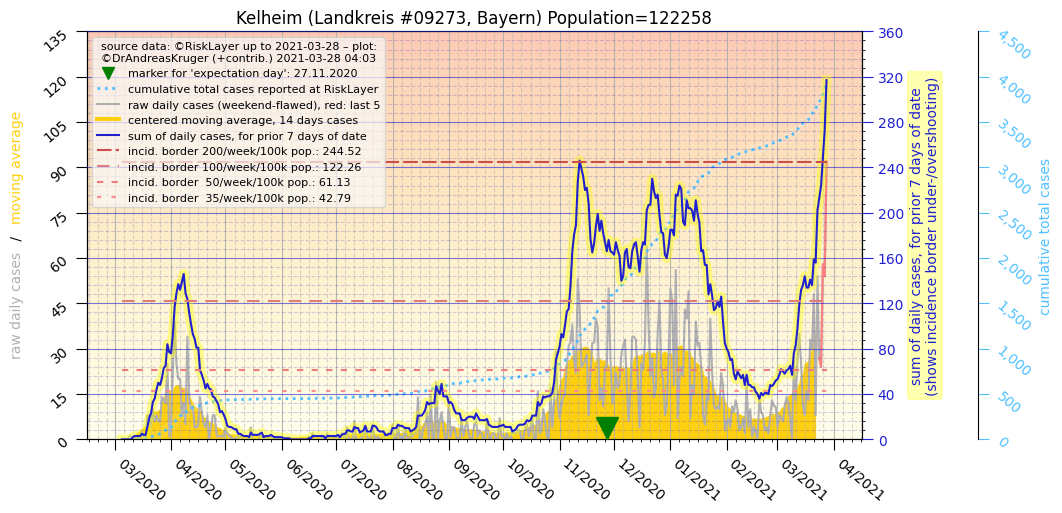 Kelheim (Landkreis #09273, Bayern) Population=122258
source data: ©RiskLayer up to 2021-03-28 – plot:
©DrAndreasKruger (+contrib.) 2021-03-28 04:03
marker for 'expectation day': 27.11.2020
cumulative total cases reported at RiskLayer
raw daily cases (weekend-flawed), red: last 5
centered moving average, 14 days cases
sum of daily cases, for prior 7 days of date
incid. border 200/week/100k pop.: 244.52
incid. border 100/week/100k pop.: 122.26
incid. border  50/week/100k pop.: 61.13
incid. border  35/week/100k pop.: 42.79
raw daily cases  /  moving average
135
120
105
90
75
60
45
30
15
0
03/2020
04/2020
05/2020
06/2020
07/2020
08/2020
09/2020
10/2020
11/2020
12/2020
01/2021
02/2021
03/2021
04/2021
360
320
280
240
200
160
120
80
40
0
sum of daily cases, for prior 7 days of date
(shows incidence border under-/overshooting)
4,500
4,000
3,500
3,000
2,500
2,000
1,500
1,000
500
0
cumulative total cases